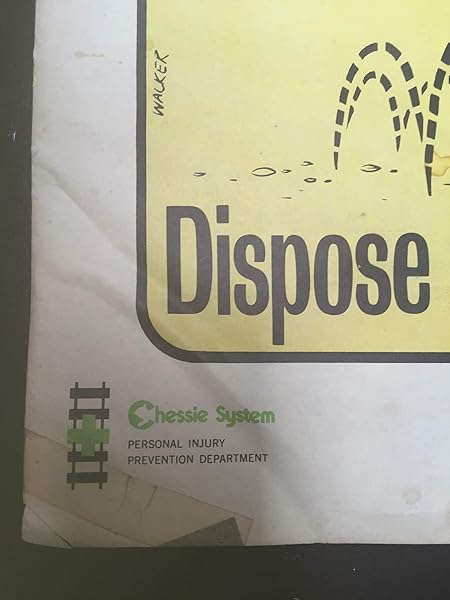 WALKER
Dispose
Chessie System
PERSONAL INJURY
PREVENTION DEPARTMENT